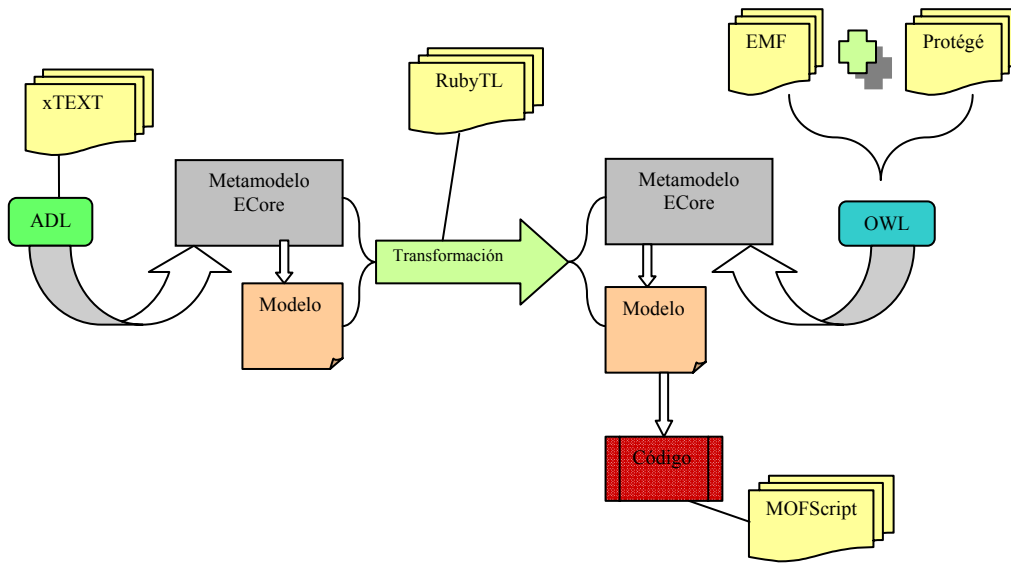 EMF
Protégé
xTEXT
RubyTL
Metamodelo
ECore
Metamodelo
ECore
ADL
OWL
Transformación
Modelo
Modelo
Código
MOFScript